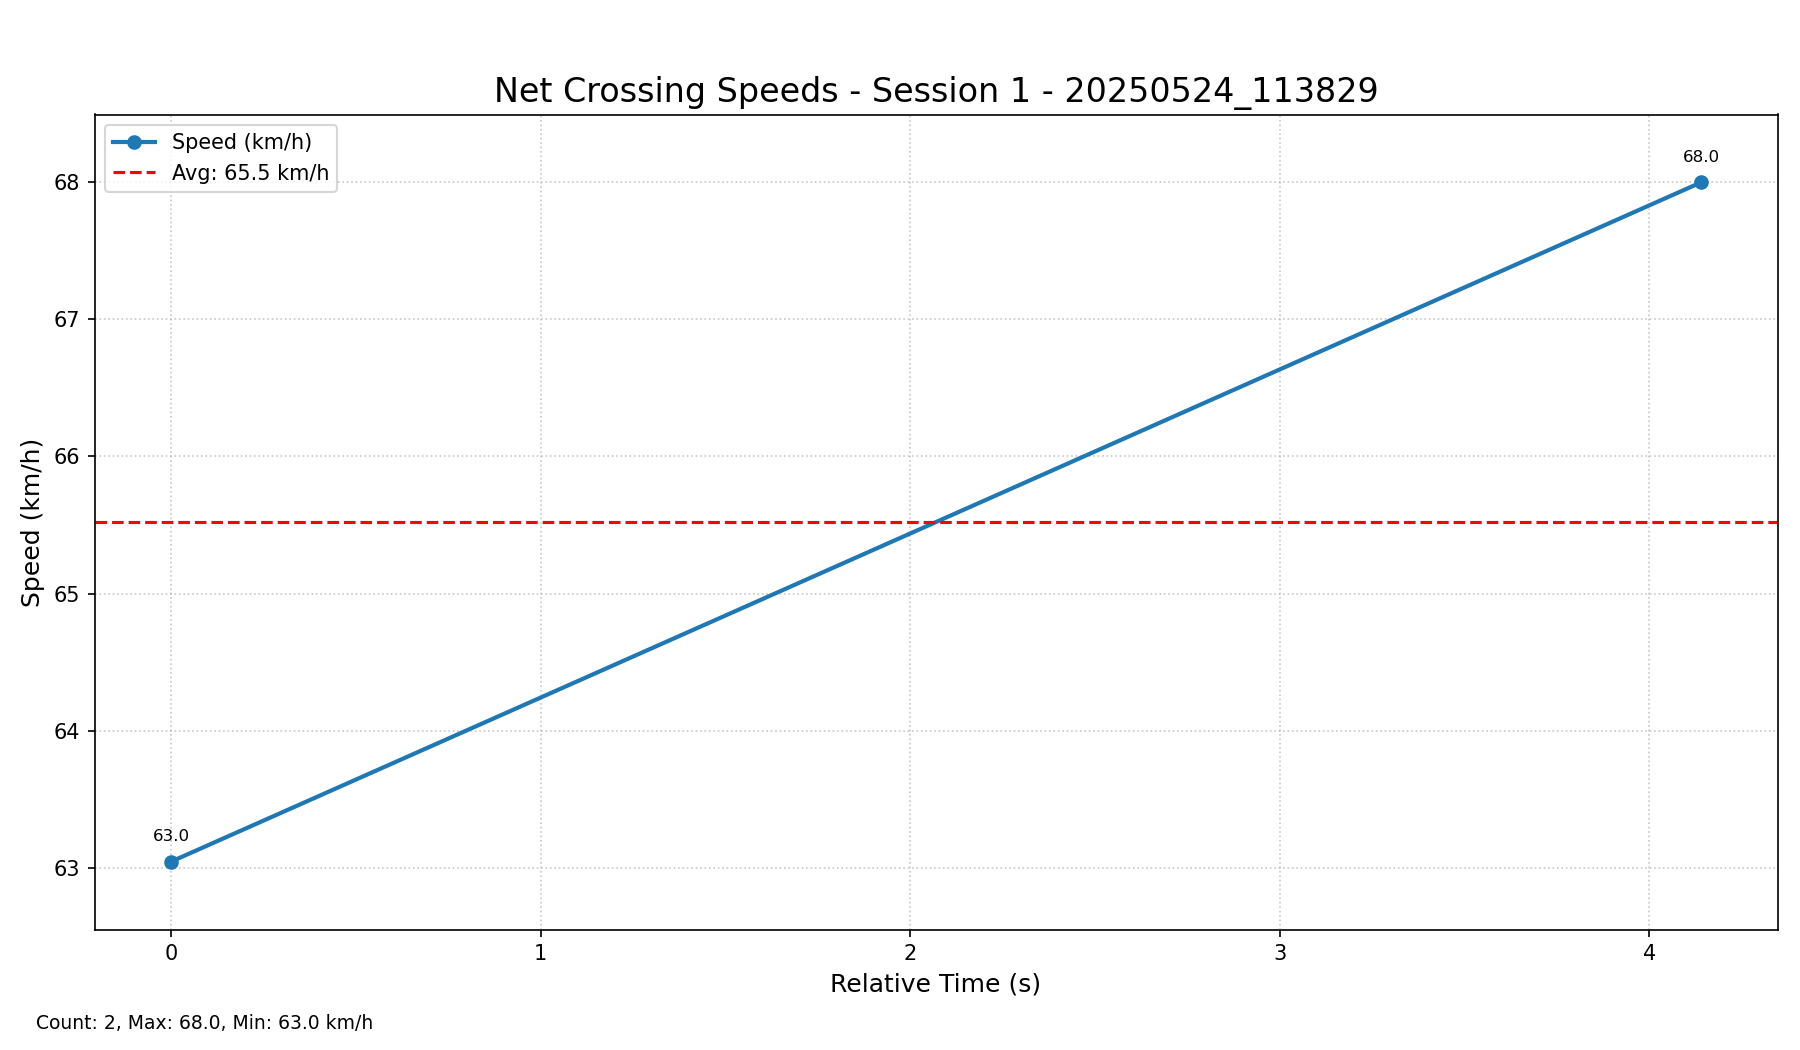 Net Crossing Speeds - Session 1 - 20250524_113829
Speed (km/h)
Avg: 65.5 km/h
68.0
63.0
68
67
66
65
64
63
Speed (km/h)
0 1 2 3 4
Relative Time (s)
Count: 2, Max: 68.0, Min: 63.0 km/h